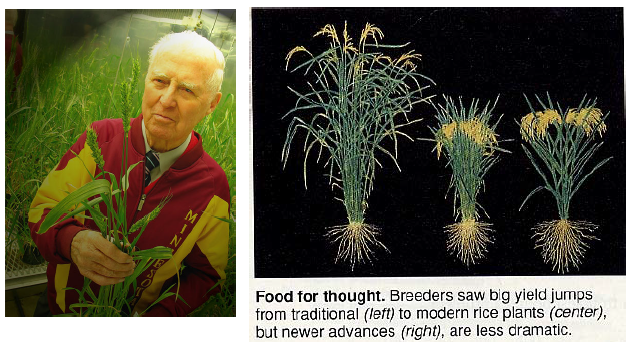 MINNESO
Food for thought. Breeders saw big yield jumps
from traditional (left) to modern rice plants (center),
but newer advances (right), are less dramatic.